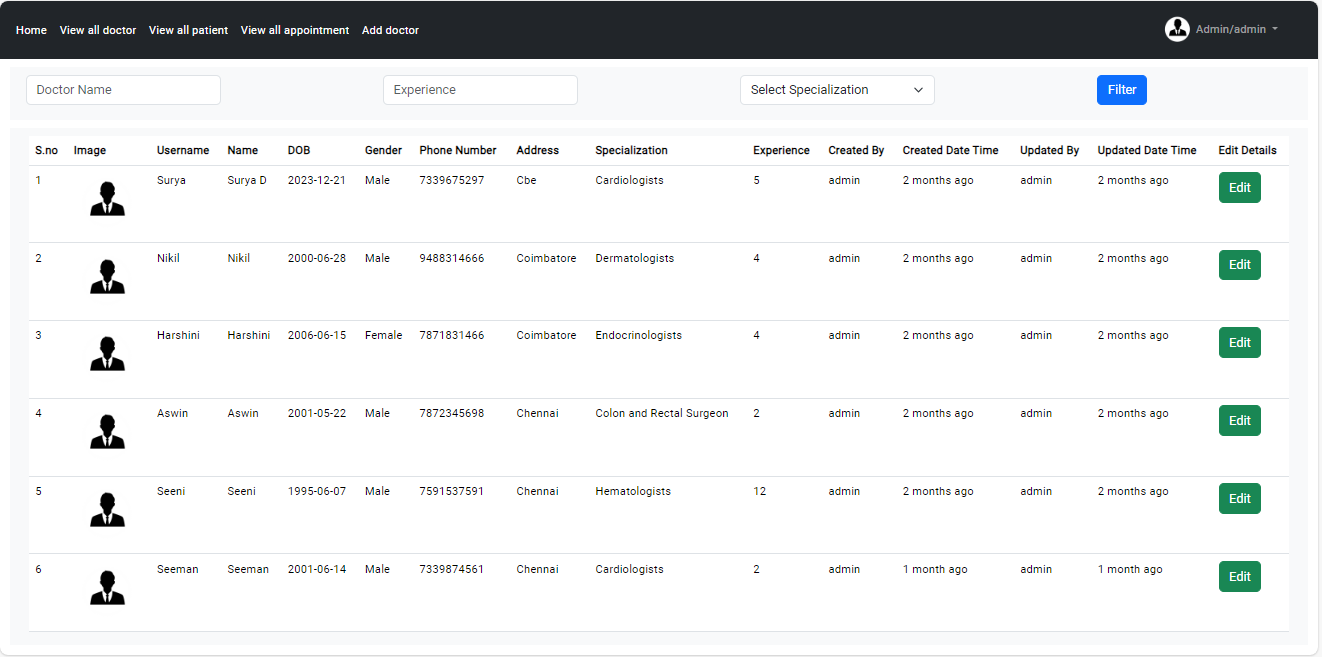 Home View all doctor View all patient View all appointment Add doctor Admin/admin
Doctor Name Experience Select Specialization Filter
S.no Image Username Name DOB Gender Phone Number Address Specialization Experience Created By Created Date Time Updated By Updated Date Time Edit Details
1 Surya Surya D 2023-12-21 Male 7339675297 Cbe Cardiologists 5 admin 2 months ago admin 2 months ago Edit
2 Nikil Nikil 2000-06-28 Male 9488314666 Coimbatore Dermatologists 4 admin 2 months ago admin 2 months ago Edit
3 Harshini Harshini 2006-06-15 Female 7871831466 Coimbatore Endocrinologists 4 admin 2 months ago admin 2 months ago Edit
4 Aswin Aswin 2001-05-22 Male 7872345698 Chennai Colon and Rectal Surgeon 2 admin 2 months ago admin 2 months ago Edit
5 Seeni Seeni 1995-06-07 Male 7591537591 Chennai Hematologists 12 admin 2 months ago admin 2 months ago Edit
6 Seeman Seeman 2001-06-14 Male 7339874561 Chennai Cardiologists 2 admin 1 month ago admin 1 month ago Edit